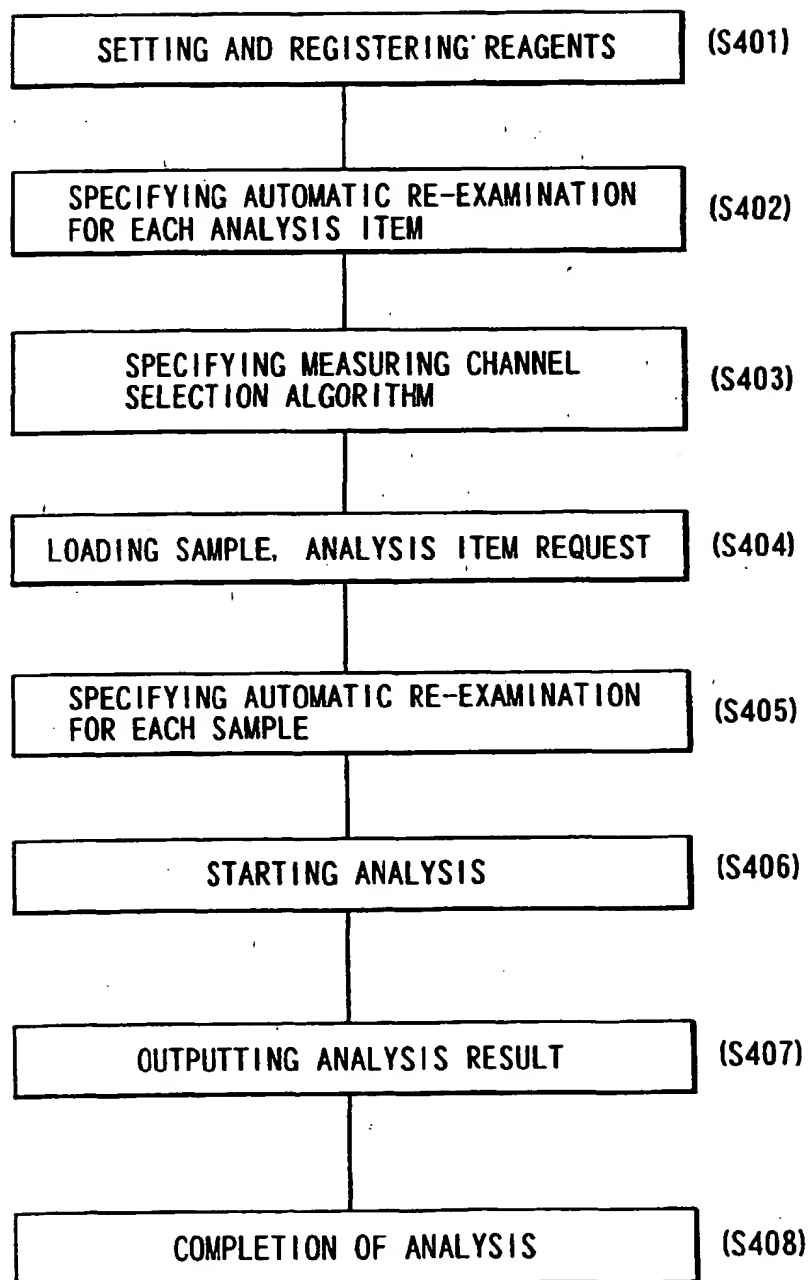 SETTING AND REGISTERING REAGENTS (S401)
SPECIFYING AUTOMATIC RE-EXAMINATION
FOR EACH ANALYSIS ITEM
(S402)
SPECIFYING MEASURING CHANNEL
SELECTION ALGORITHM
(S403)
LOADING SAMPLE, ANALYSIS ITEM REQUEST (S404)
SPECIFYING AUTOMATIC RE-EXAMINATION
FOR EACH SAMPLE
(S405)
STARTING ANALYSIS (S406)
OUTPUTTING ANALYSIS RESULT (S407)
COMPLETION OF ANALYSIS (S408)